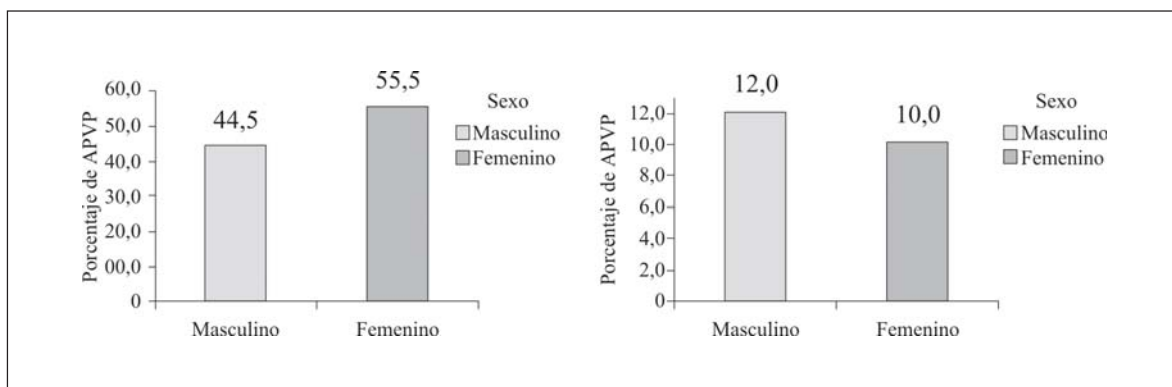 Porcentaje de APVP
60,0
50,0
40,0
30,0
20,0
00,0
0
44,5
55,5
Masculino
Femenino
Sexo
Masculino
Femenino
Porcentaje de APVP
12,0
10,0
8,0
6,0
4,0
2,0
0
12,0
10,0
Masculino
Femenino
Sexo
Masculino
Femenino